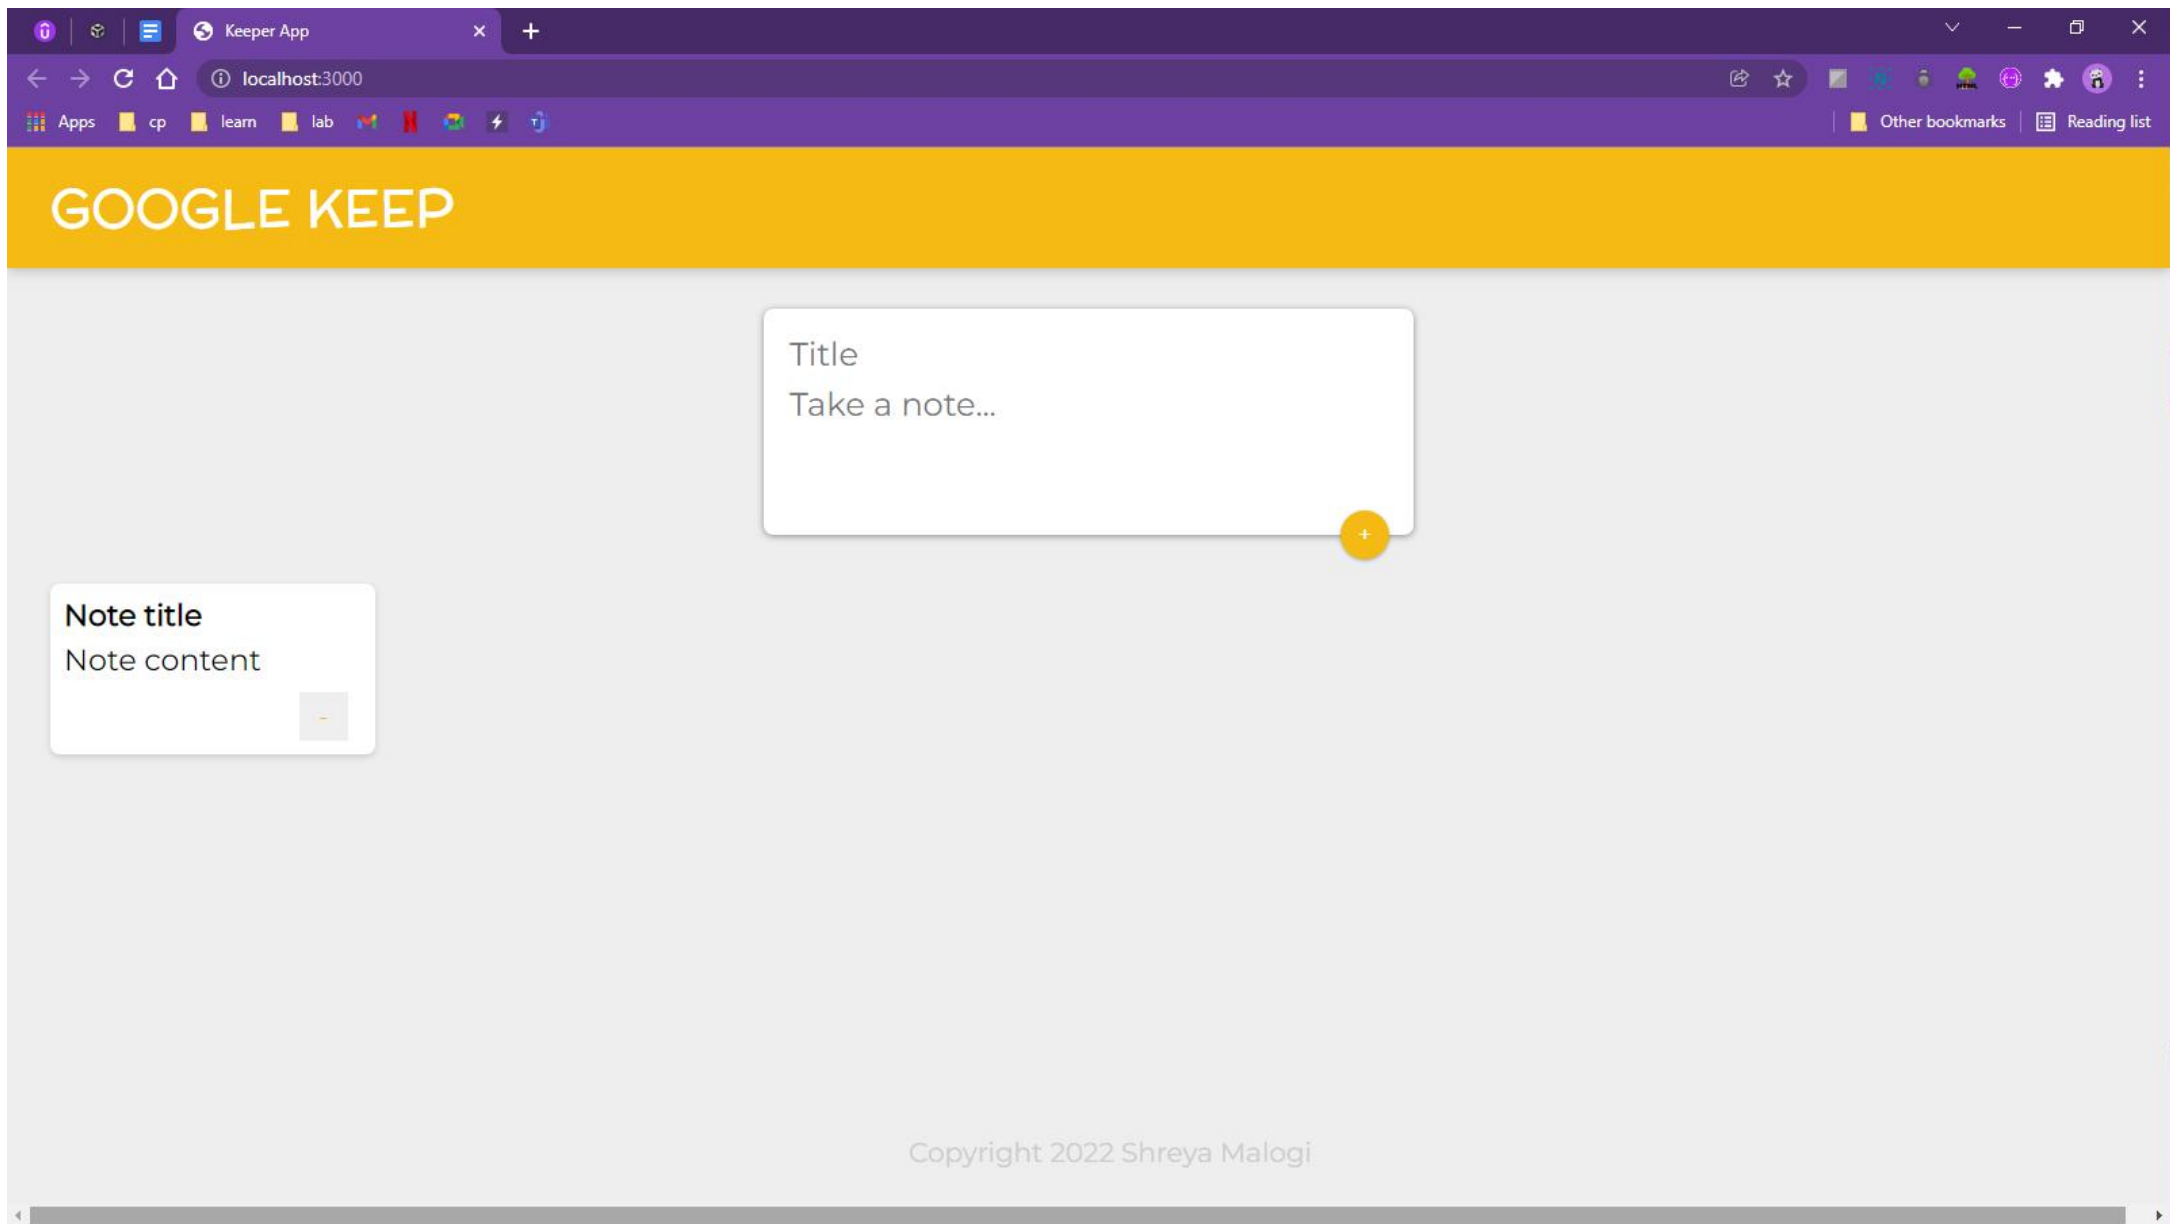 Keeper App
localhost:3000
Apps cp learn lab Other bookmarks Reading list
GOOGLE KEEP
Title
Take a note...
+
Note title
Note content
-
Copyright 2022 Shreya Malogi